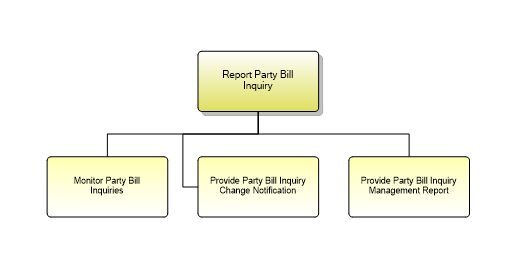 Report Party Bill
Inquiry
Monitor Party Bill
Inquiries
Provide Party Bill Inquiry
Change Notification
Provide Party Bill Inquiry
Management Report